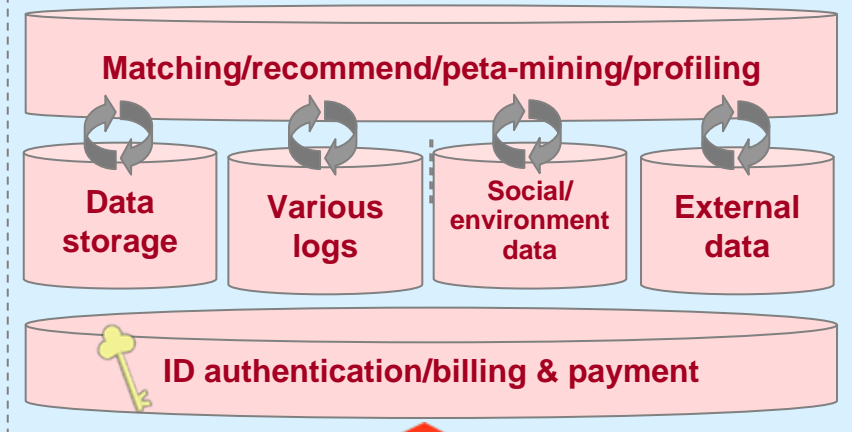 Matching/recommend/peta-mining/profiling
Data
storage
Various
logs
Social/
environment
data
External
data
ID authentication/billing & payment